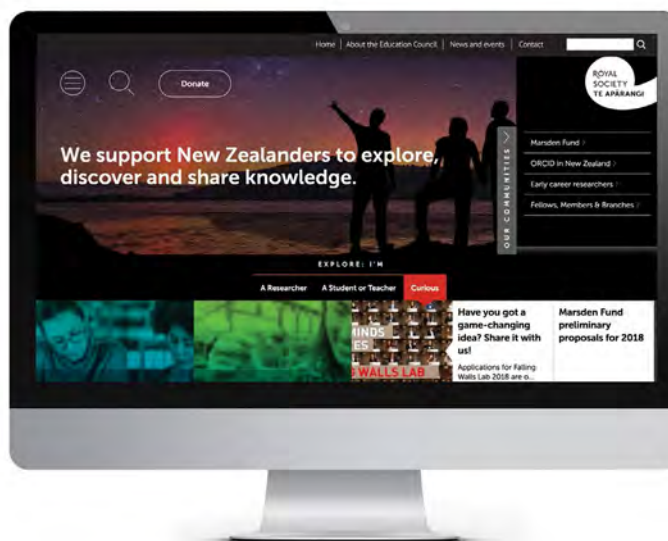 Home | About the Education Council | News and events | Contact
Donate
ROYAL
SOCIETY
TE APĀRANGI
We support New Zealanders to explore,
discover and share knowledge.
OUR COMMUNITIES
Marsden Fund
ORCID in New Zealand
Early career researchers
Fellows, Members & Branches
EXPLORE: I'M
A Researcher
A Student or Teacher
Curious
MINDS
ES
G WALLS LAB
Have you got a
game-changing
idea? Share it with
us!
Applications for Falling
Walls Lab 2018 are o...
Marsden Fund
preliminary
proposals for 2018